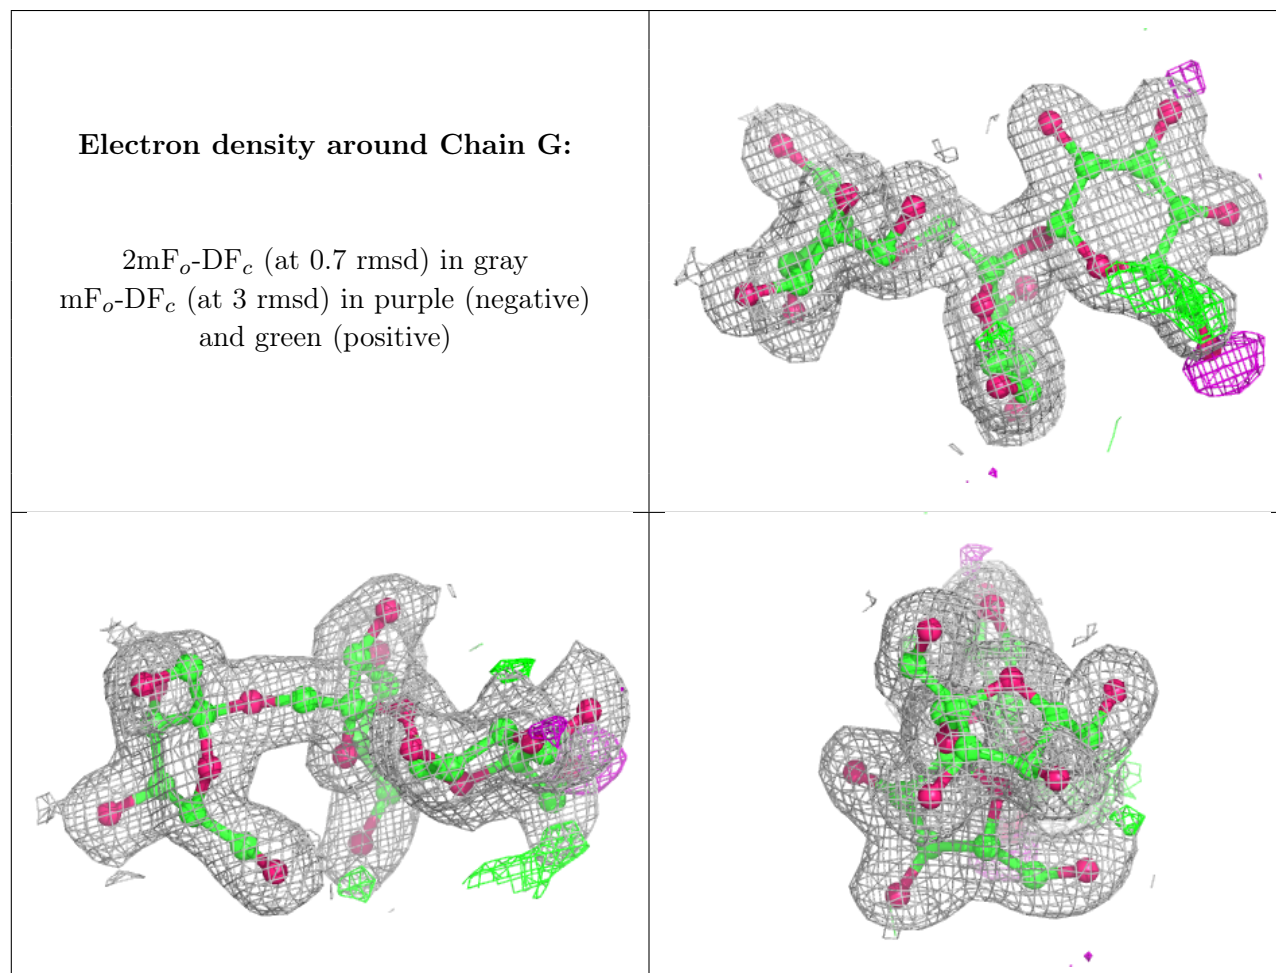 Electron density around Chain G:
2mFo-DFc (at 0.7 rmsd) in gray
mFo-DFc (at 3 rmsd) in purple (negative)
and green (positive)